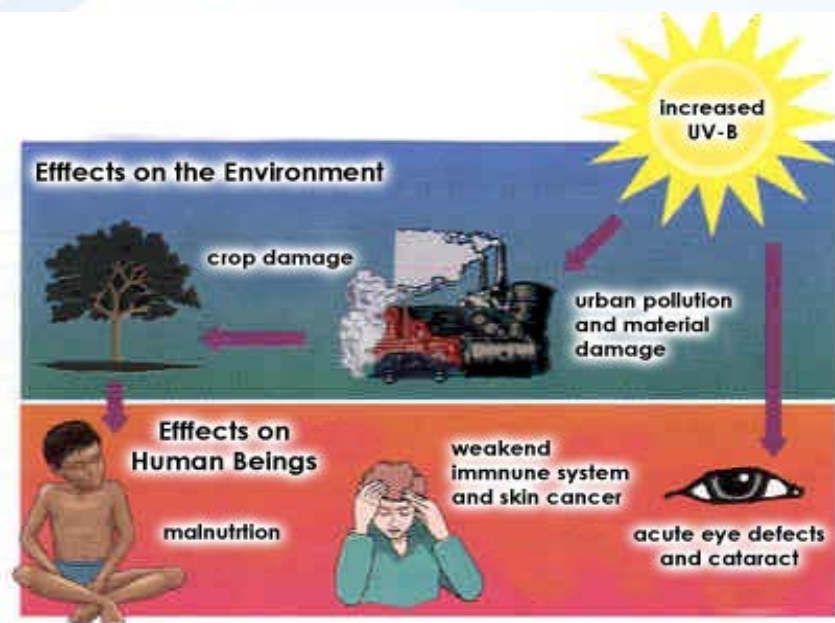 increased
UV-B
Efffects on the Environment
crop damage
urban pollution
and material
damage
Efffects on
Human Beings
malnutrtion
weakend
immnune system
and skin cancer
acute eye defects
and cataract